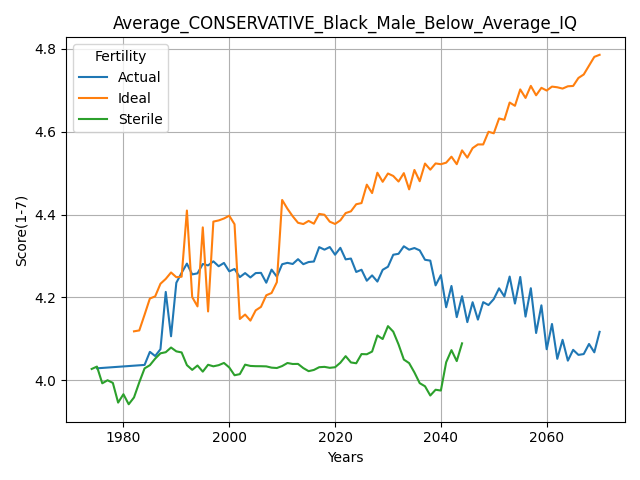 Average_CONSERVATIVE_Black_Male_Below_Average_IQ
Fertility
Actual
Ideal
Sterile
Score(1-7)
4.8
4.6
4.4
4.2
4.0
1980 2000 2020 2040 2060
Years